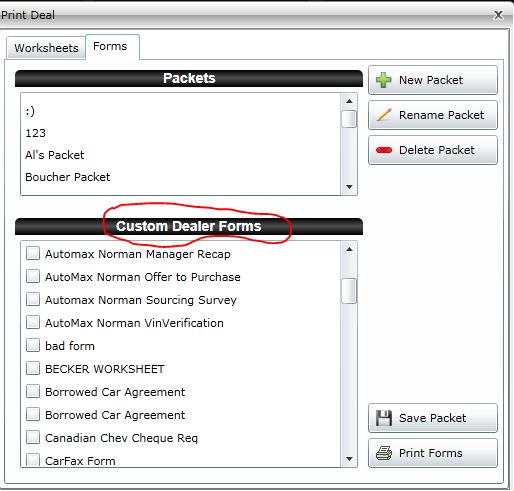 Print Deal X
Worksheets Forms
Packets
:)
123
Al's Packet
Boucher Packet
New Packet
Rename Packet
Delete Packet
Custom Dealer Forms
Automax Norman Manager Recap
AutoMax Norman Offer to Purchase
AutoMax Norman Sourcing Survey
AutoMax Norman VinVerification
bad form
BECKER WORKSHEET
Borrowed Car Agreement
Borrowed Car Agreement
Canadian Chev Cheque Req
CarFax Form
Save Packet
Print Forms